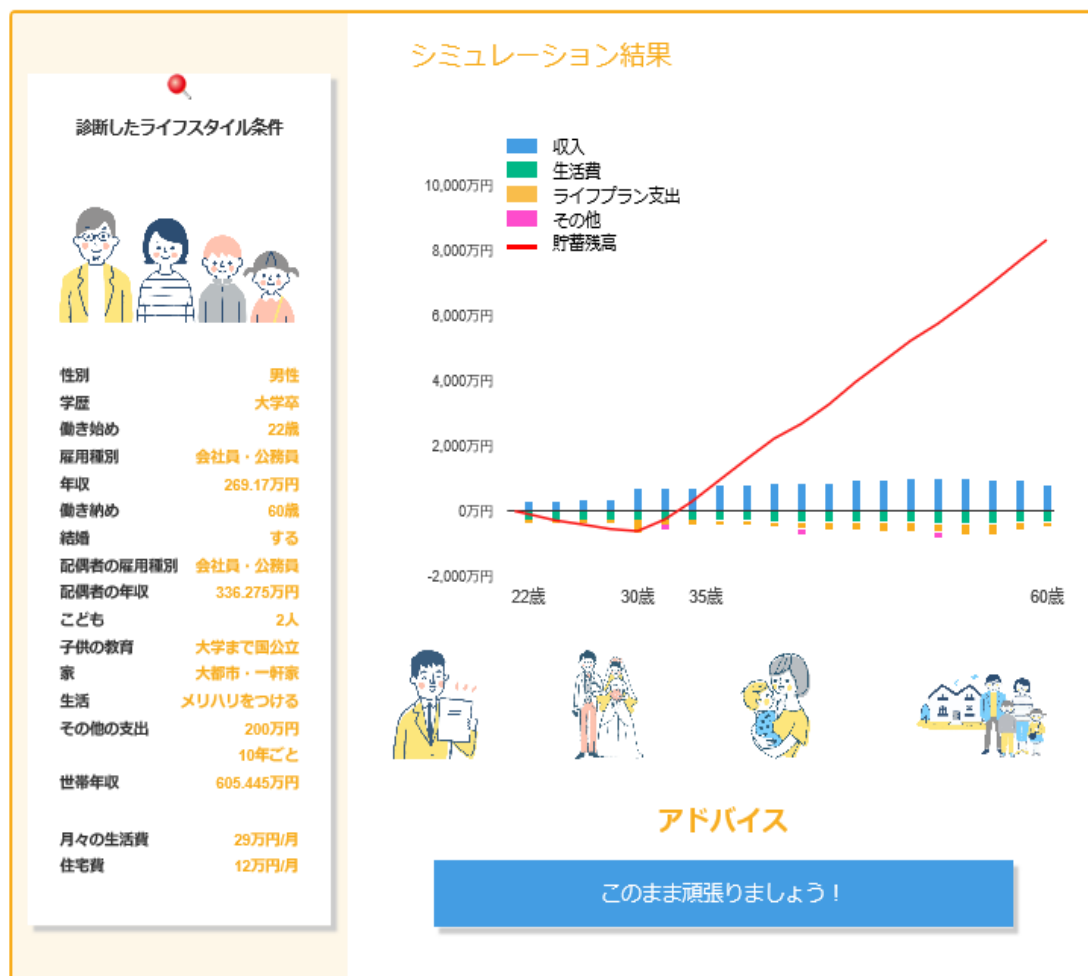 シミュレーション結果
診断したライフスタイル条件
性別 男性
学歴 大学卒
働き始め 22歳
雇用種別 会社員・公務員
年収 269.17万円
働き納め 60歳
結婚 する
配偶者の雇用種別 会社員・公務員
配偶者の年収 336.275万円
こども 2人
子供の教育 大学まで国公立
家 大都市・一軒家
生活 メリハリをつける
その他の支出 200万円
10年ごと
世帯年収 605.445万円
月々の生活費 29万円/月
住宅費 12万円/月
収入
生活費
ライフプラン支出
その他
貯蓄残高
10,000万円
8,000万円
6,000万円
4,000万円
2,000万円
0万円
-2,000万円
22歳 30歳 35歳 60歳
アドバイス
このまま頑張りましょう！